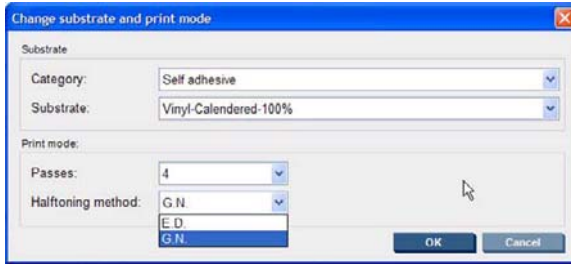 Change substrate and print mode
Substrate
Category: Self adhesive
Substrate: Vinyl-Calendered-100%
Print mode:
Passes: 4
Halftoning method: G.N.
E.D.
G.N.
OK Cancel